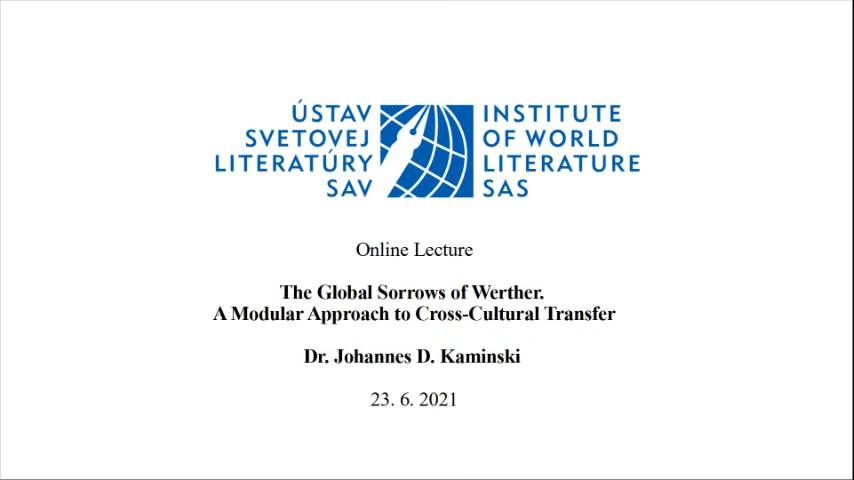 ÚSTAV
SVETOVEJ
LITERATÚRY
SAV
INSTITUTE
OF WORLD
LITERATURE
SAS
Online Lecture
The Global Sorrows of Werther.
A Modular Approach to Cross-Cultural Transfer
Dr. Johannes D. Kaminski
23. 6. 2021